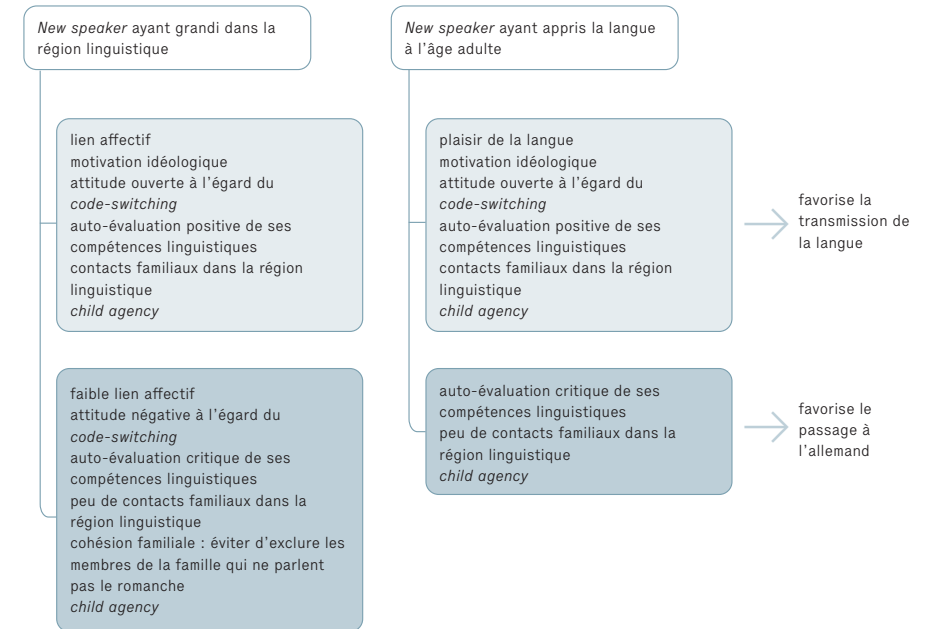 New speaker ayant grandi dans la
région linguistique
lien affectif
motivation idéologique
attitude ouverte à l'égard du
code-switching
auto-évaluation positive de ses
compétences linguistiques
contacts familiaux dans la région
linguistique
child agency
faible lien affectif
attitude négative à l'égard du
code-switching
auto-évaluation critique de ses
compétences linguistiques
peu de contacts familiaux dans la
région linguistique
cohésion familiale : éviter d'exclure les
membres de la famille qui ne parlent
pas le romanche
child agency
New speaker ayant appris la langue
à l'âge adulte
plaisir de la langue
motivation idéologique
attitude ouverte à l'égard du
code-switching
auto-évaluation positive de ses
compétences linguistiques
contacts familiaux dans la région
linguistique
child agency
auto-évaluation critique de ses
compétences linguistiques
peu de contacts familiaux dans la
région linguistique
child agency
favorise la
transmission de
la langue
favorise le
passage à
l'allemand